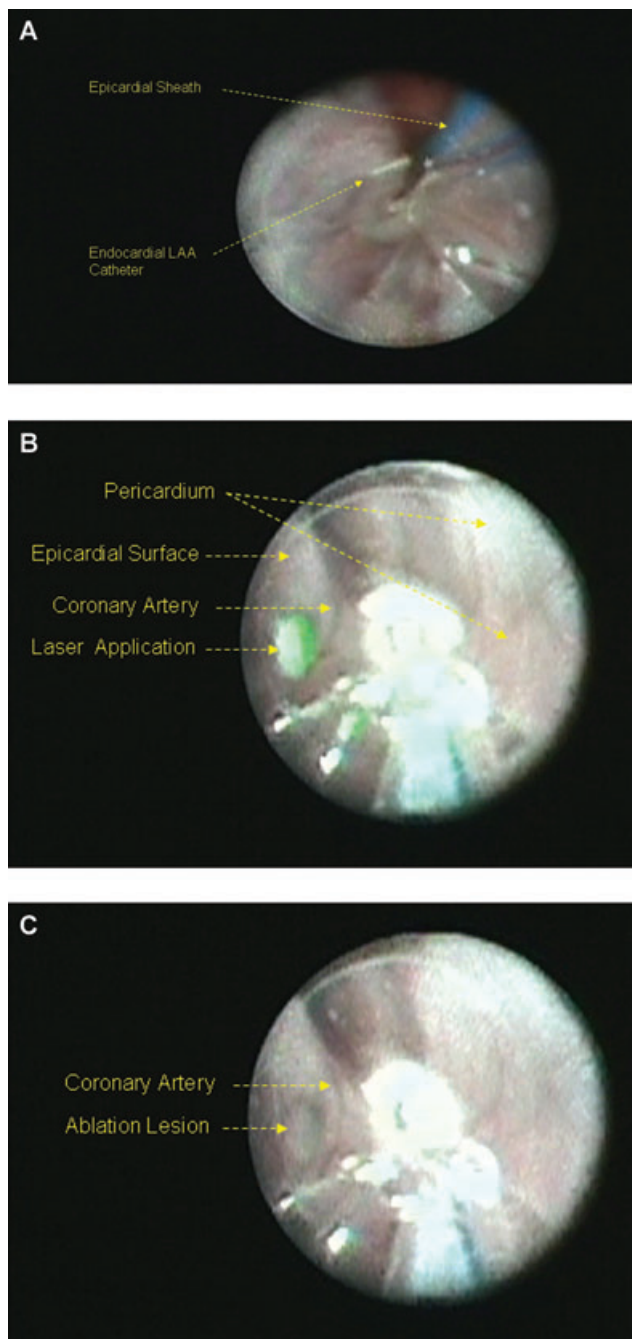 A
Epicardial Sheath
Endocardial LAA
Catheter
B
Pericardium
Epicardial Surface
Coronary Artery
Laser Application
C
Coronary Artery
Ablation Lesion